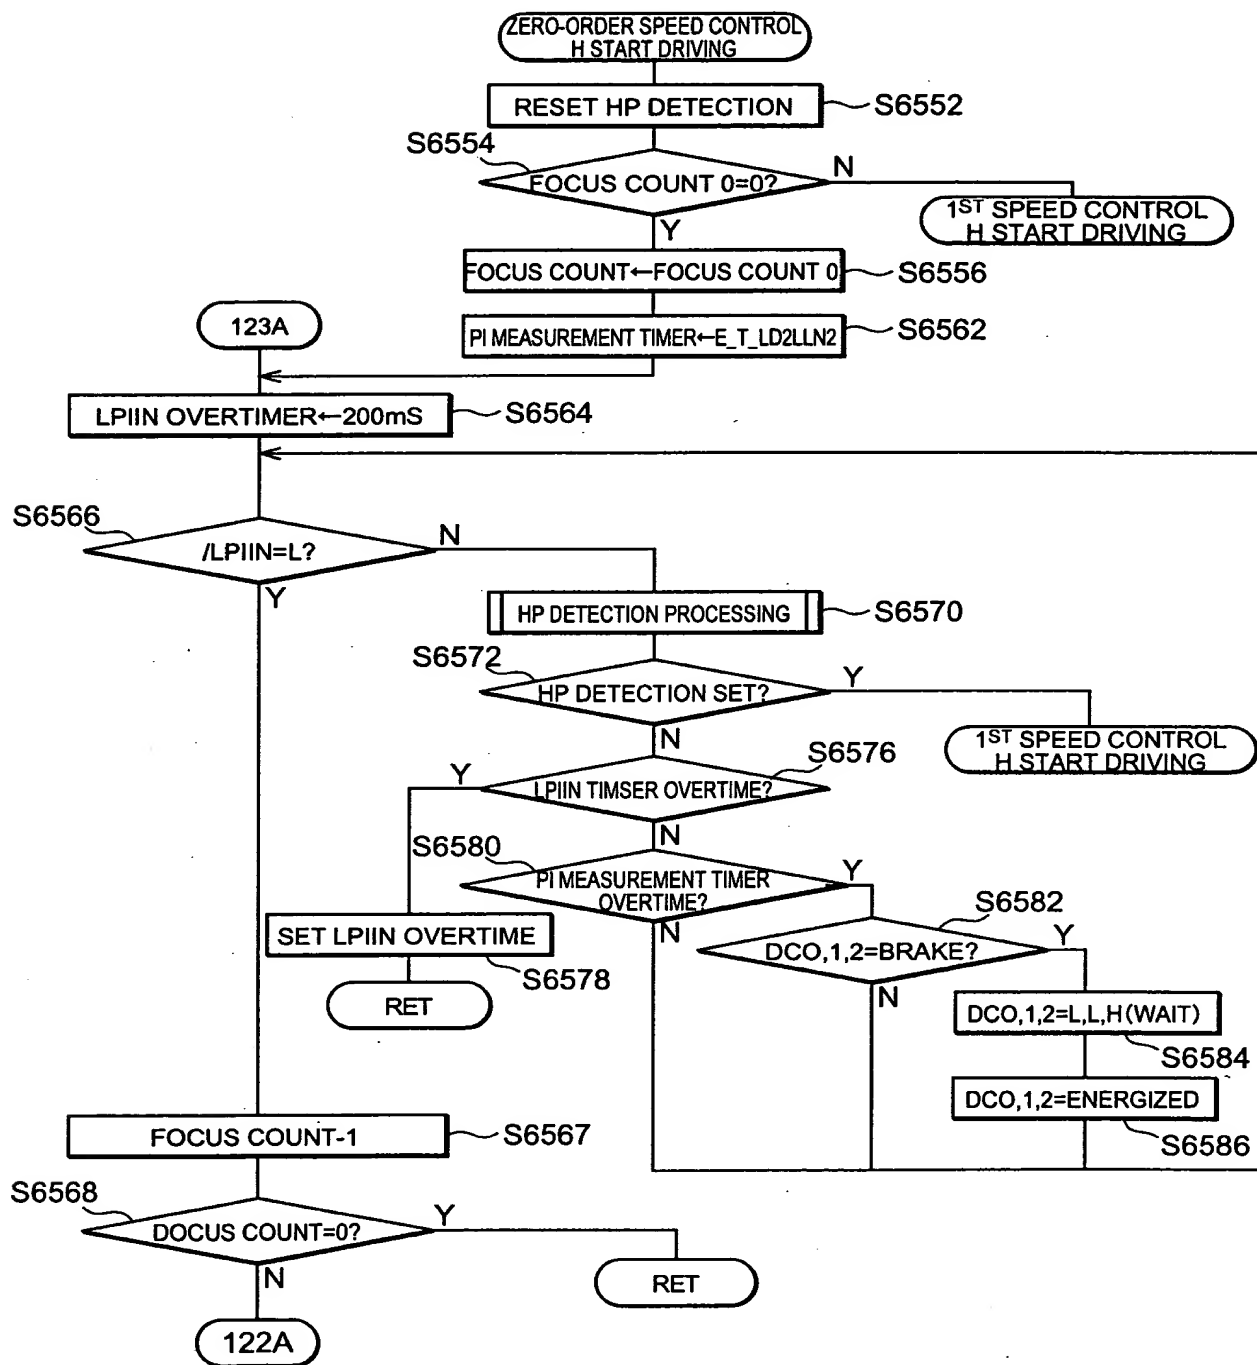 ZERO-ORDER SPEED CONTROL
H START DRIVING
RESET HP DETECTION
S6552
S6554
FOCUS COUNT 0=0?
N
Y
1ST SPEED CONTROL
H START DRIVING
FOCUS COUNT←FOCUS COUNT 0
S6556
123A
PI MEASUREMENT TIMER←E_T_LD2LLN2
S6562
LPIIN OVERTIMER←200mS
S6564
S6566
/LPIIN=L?
N
Y
HP DETECTION PROCESSING
S6570
S6572
HP DETECTION SET?
Y
N
1ST SPEED CONTROL
H START DRIVING
S6576
Y
LPIIN TIMSER OVERTIME?
N
S6580
PI MEASUREMENT TIMER
OVERTIME?
Y
N
S6582
SET LPIIN OVERTIME
S6578
RET
DCO,1,2=BRAKE?
Y
N
DCO,1,2=L,L,H(WAIT)
S6584
DCO,1,2=ENERGIZED
S6586
FOCUS COUNT-1
S6567
S6568
DOCUS COUNT=0?
Y
N
RET
122A